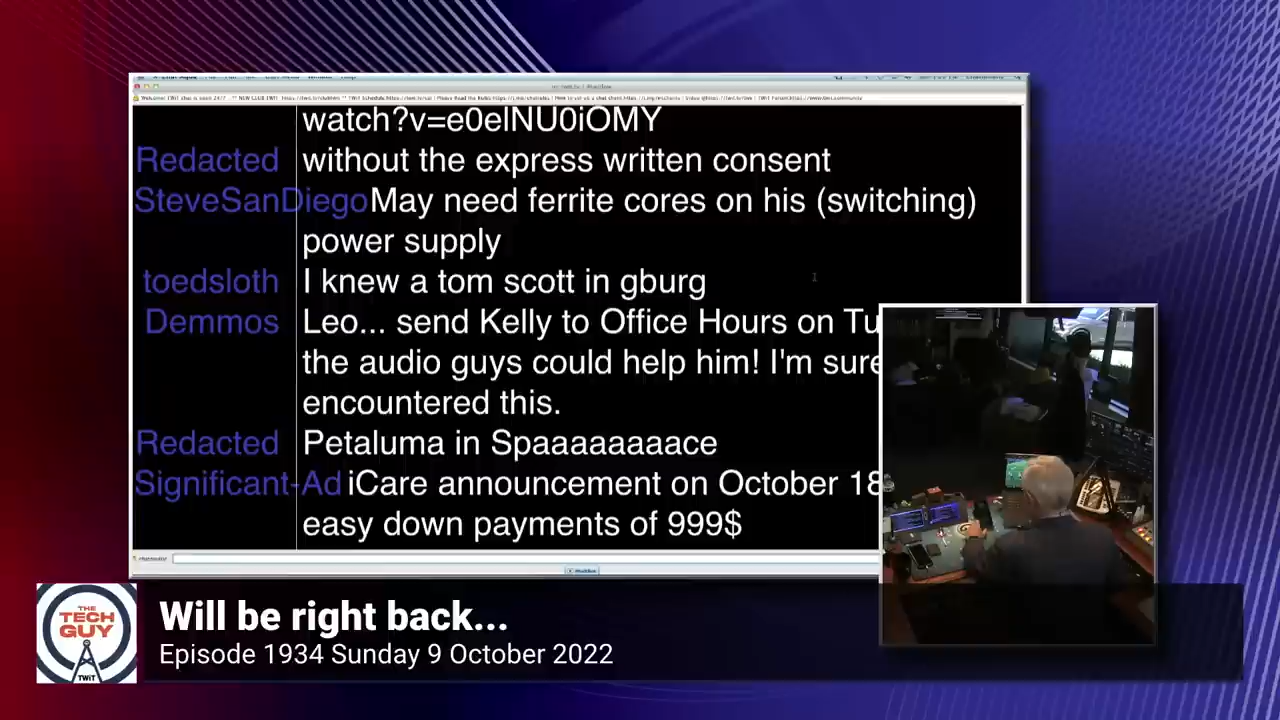 watch?v=e0elNU0iOMY
Redacted without the express written consent
SteveSanDiego May need ferrite cores on his (switching)
power supply
toedsloth I knew a tom scott in gburg
Demmos Leo... send Kelly to Office Hours on Tu
the audio guys could help him! I'm sure
encountered this.
Redacted Petaluma in Spaaaaaaaace
Significant-Ad iCare announcement on October 18
easy down payments of 999$
THE
TECH
GUY
TWiT
Will be right back...
Episode 1934 Sunday 9 October 2022